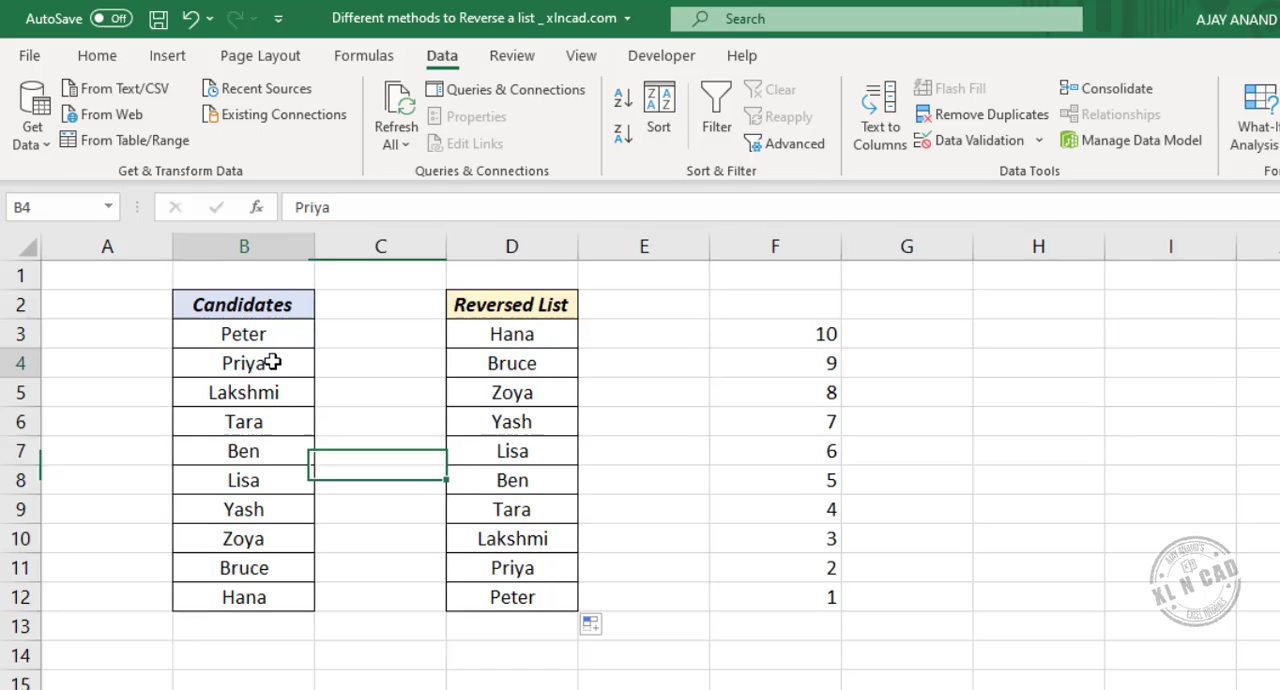 AutoSave Off Different methods to Reverse a list _ xlncad.com Search AJAY ANAND
File Home Insert Page Layout Formulas Data Review View Developer Help
Get Data
From Text/CSV
From Web
From Table/Range
Recent Sources
Existing Connections
Get & Transform Data
Refresh All
Queries & Connections
Properties
Edit Links
Queries & Connections
Sort
Filter
Clear
Reapply
Advanced
Sort & Filter
Text to Columns
Flash Fill
Remove Duplicates
Data Validation
Consolidate
Relationships
Manage Data Model
Data Tools
What-If
Analysis
Fo
B4 fx Priya
A B C D E F G H I
1
2 Candidates Reversed List
3 Peter Hana 10
4 Priya Bruce 9
5 Lakshmi Zoya 8
6 Tara Yash 7
7 Ben Lisa 6
8 Lisa Ben 5
9 Yash Tara 4
10 Zoya Lakshmi 3
11 Bruce Priya 2
12 Hana Peter 1
13
14
15
AJAY ANAND'S
XL N CAD